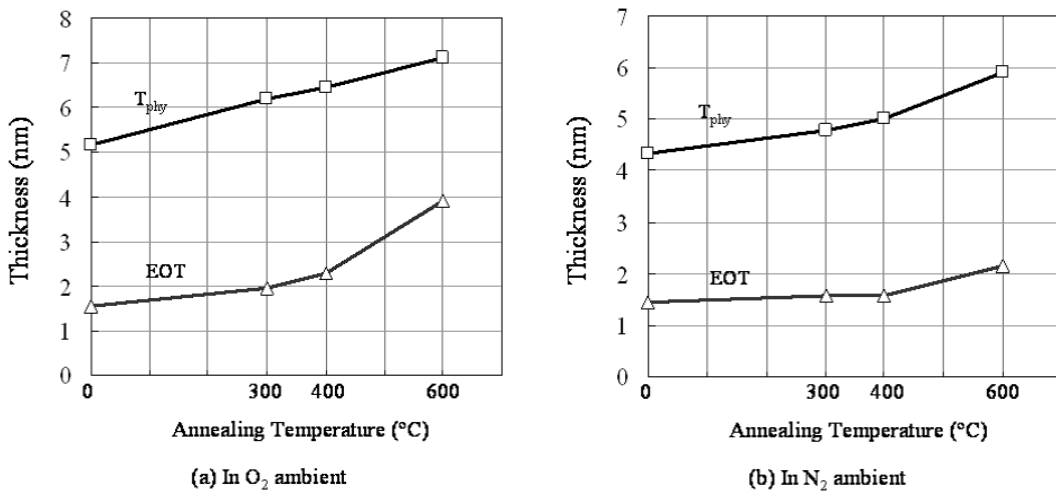 Thickness (nm)
8
7
6
5
4
3
2
1
0
T_phy
EOT
0 300 400 600
Annealing Temperature (°C)
(a) In O₂ ambient
Thickness (nm)
7
6
5
4
3
2
1
0
T_phy
EOT
0 300 400 600
Annealing Temperature (°C)
(b) In N₂ ambient